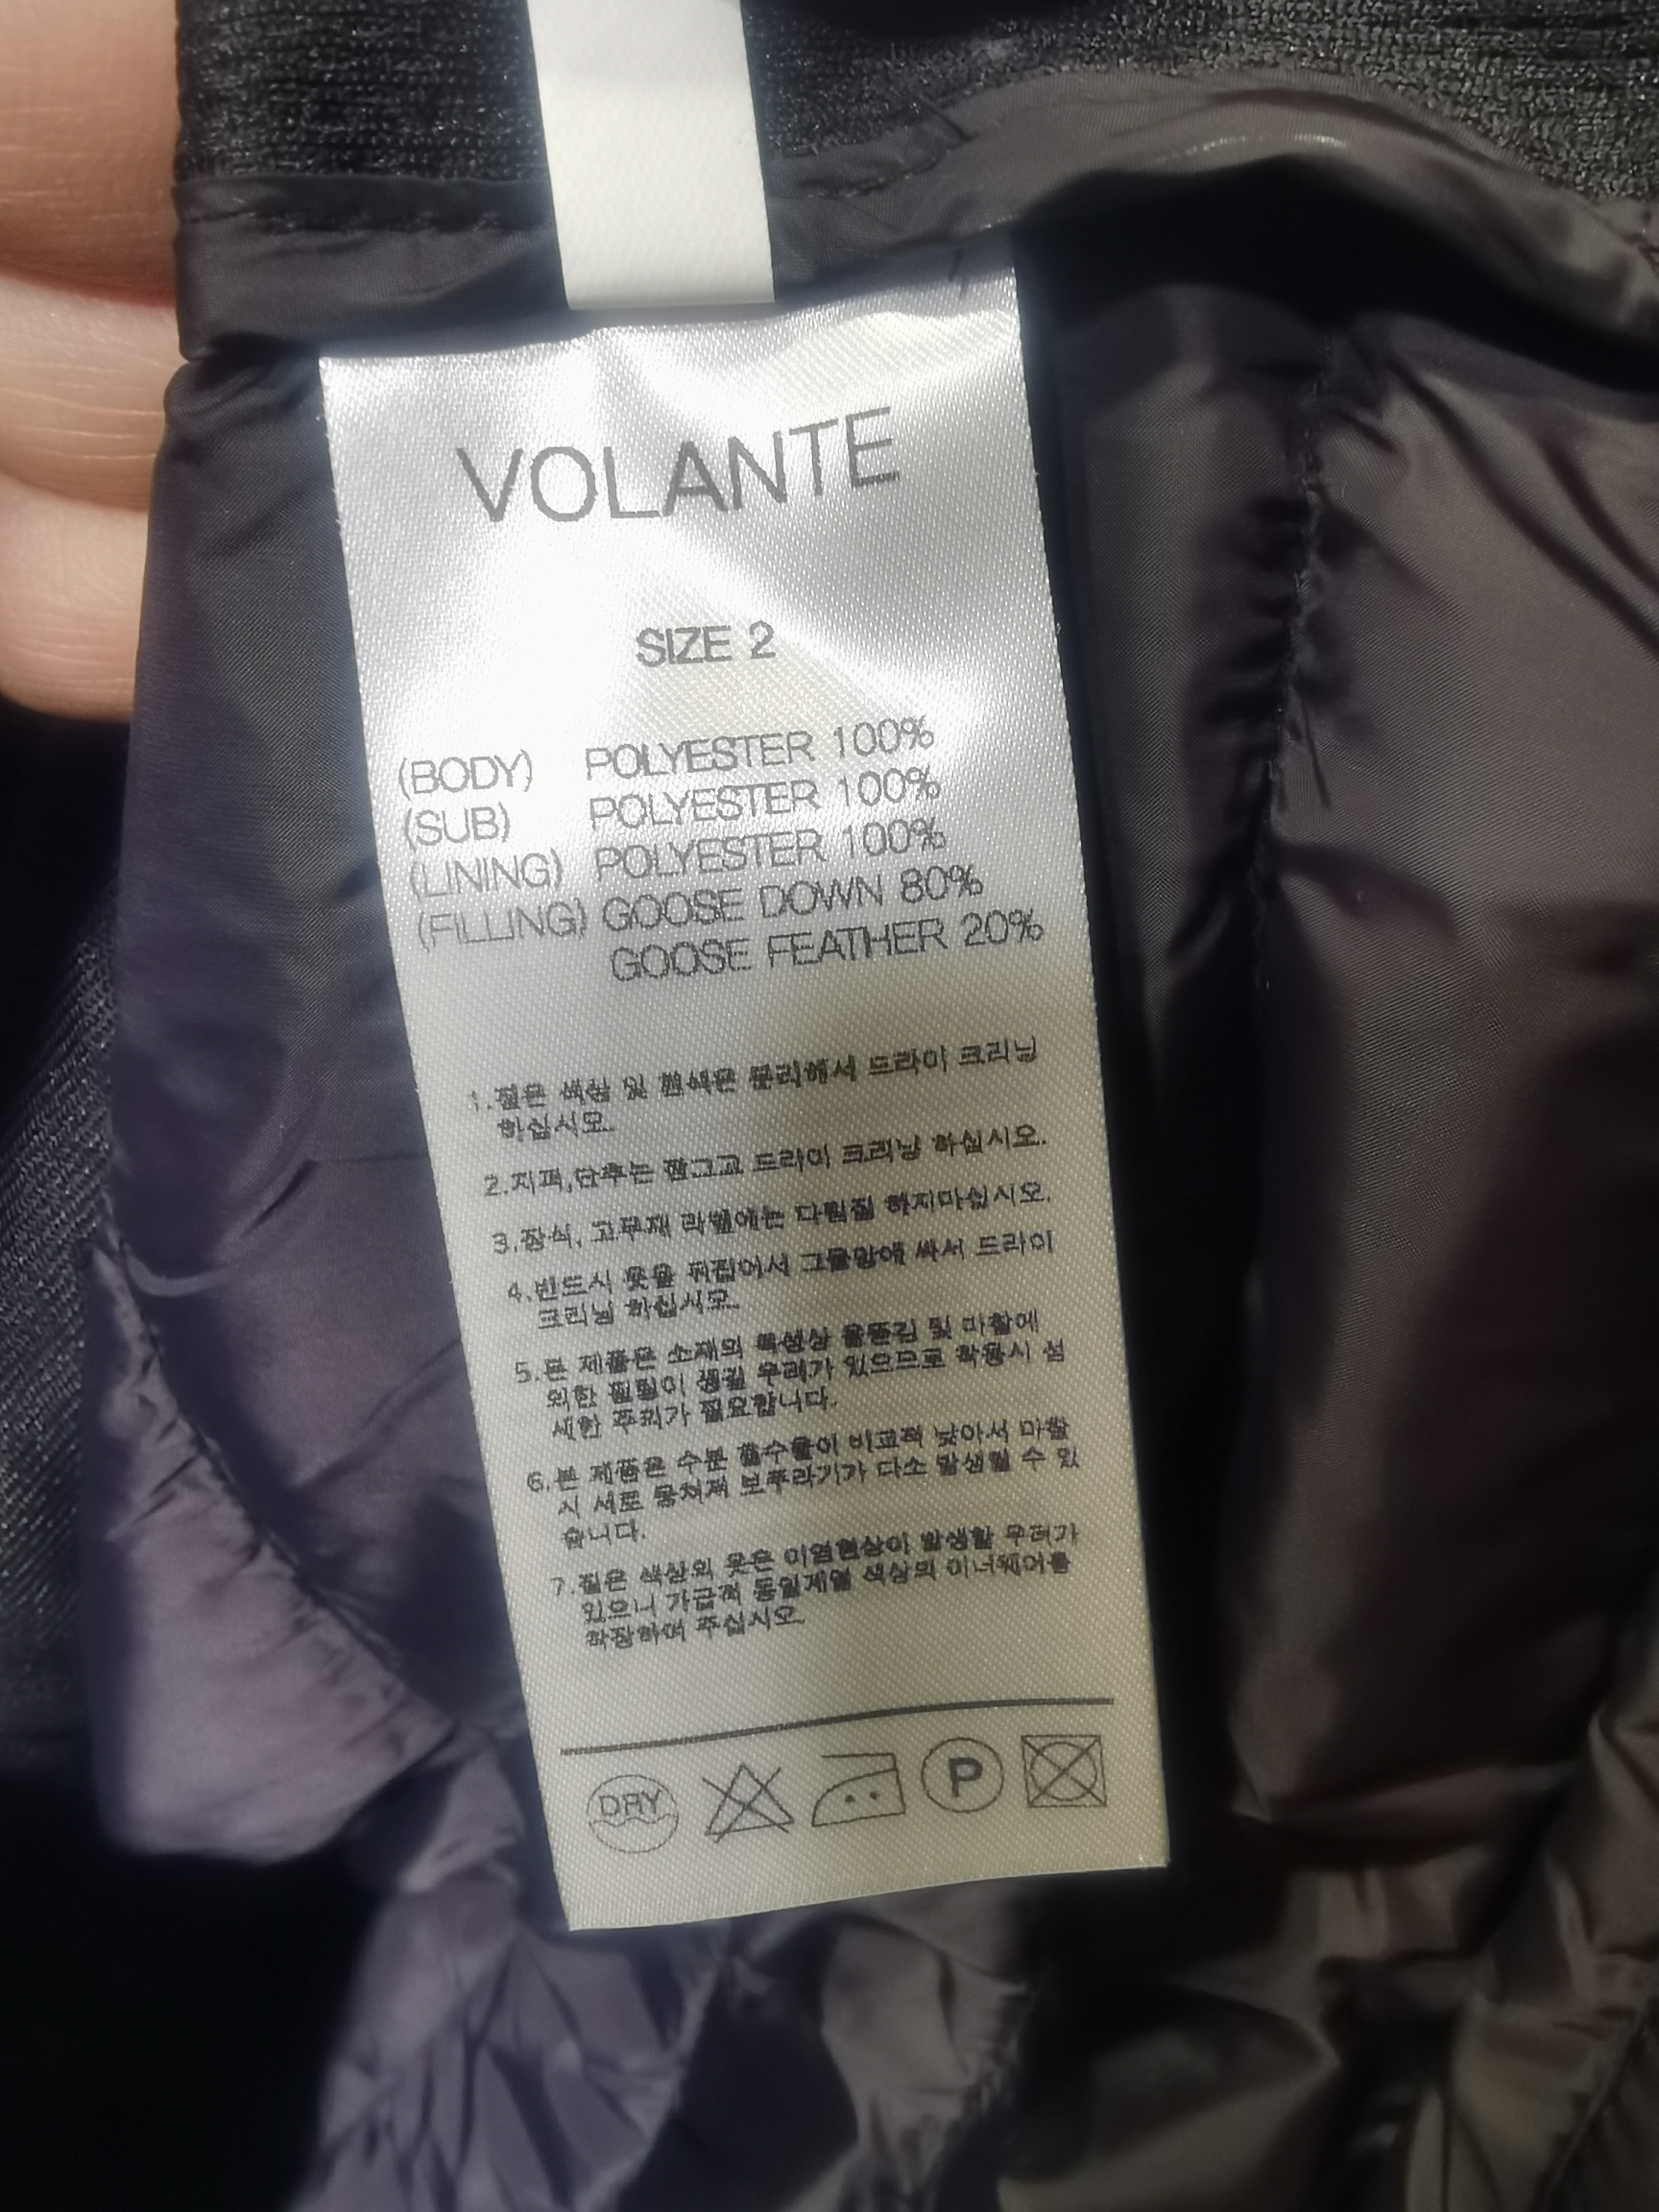 VOLANTE
SIZE 2
(BODY) POLYESTER 100%
(SUB) POLYESTER 100%
(LINING) POLYESTER 100%
(FILLING) GOOSE DOWN 80%
GOOSE FEATHER 20%
1.짙은 색상 및 흰색은 분리해서 드라이 크리닝
하십시오.
2.지퍼,단추는 잠그고 드라이 크리닝 하십시오.
3.장식, 고무재 라벨에는 다림질 하지마십시오.
4.반드시 옷을 뒤집어서 그물망에 싸서 드라이
크리닝 하십시오.
5.본 제품은 소재의 특성상 올뜯김 및 마찰에
의한 필링이 생길 우려가 있으므로 착용시 섬
세한 주의가 필요합니다.
6.본 제품은 수분 흡수율이 비교적 낮아서 마찰
시 서로 뭉쳐져 보푸라기가 다소 발생될 수 있
습니다.
7.짙은 색상의 옷은 이염현상이 발생할 우려가
있으니 가급적 동일계열 색상의 이너웨어를
착장하여 주십시오.
DRY
P